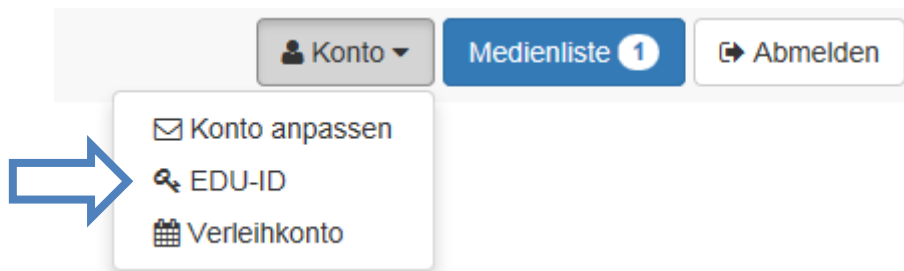 Konto Medienliste 1 Abmelden
Konto anpassen
EDU-ID
Verleihkonto